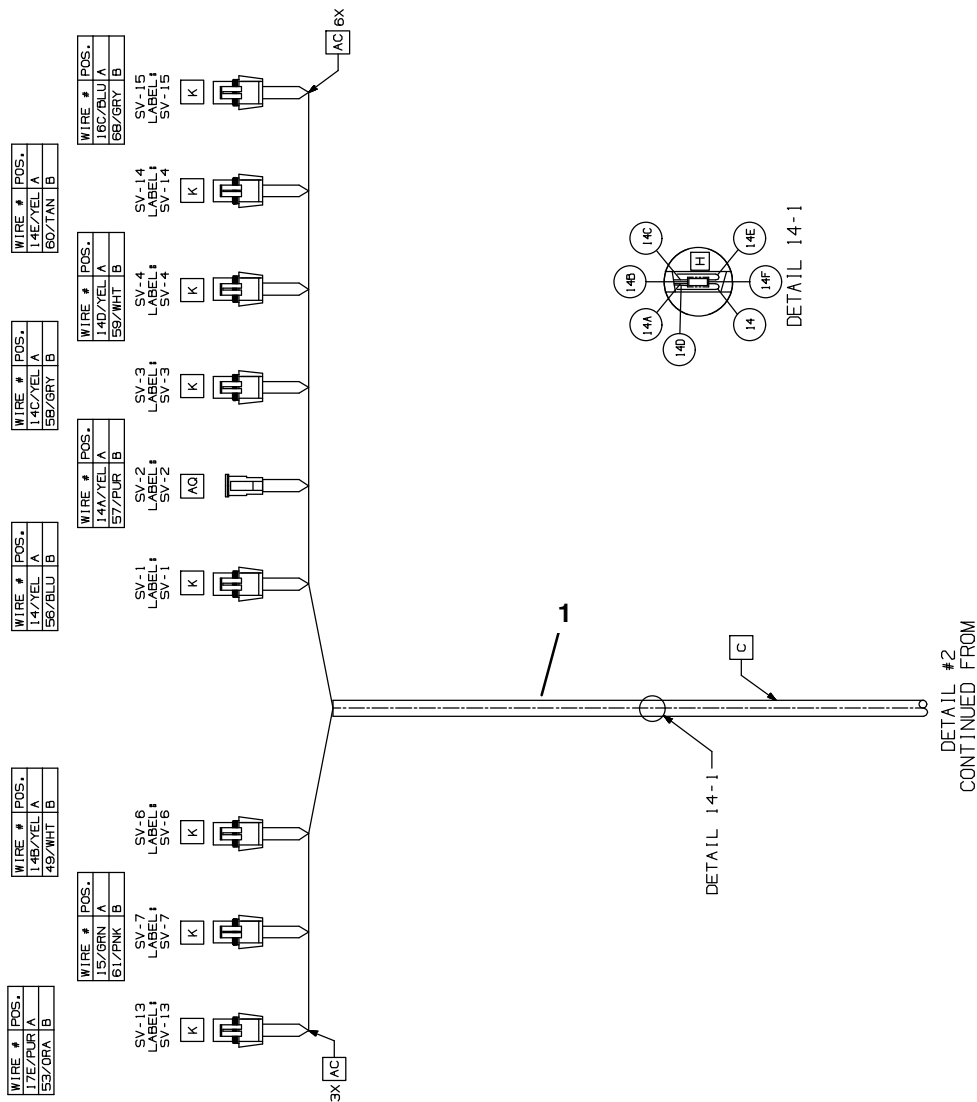 WIRE # POS.
17E/PUR A
53/ORA B
WIRE # POS.
15/GRN A
61/PNK B
WIRE # POS.
14B/YEL A
49/WHT B
WIRE # POS.
14/YEL A
56/BLU B
WIRE # POS.
14A/YEL A
57/PUR B
WIRE # POS.
14C/YEL A
58/GRY B
WIRE # POS.
14D/YEL A
59/WHT B
WIRE # POS.
14E/YEL A
60/TAN B
WIRE # POS.
16C/BLU A
68/GRY B
SV-13
LABEL:
SV-13
K
SV-7
LABEL:
SV-7
K
SV-6
LABEL:
SV-6
K
SV-1
LABEL:
SV-1
K
SV-2
LABEL:
SV-2
AQ
SV-3
LABEL:
SV-3
K
SV-4
LABEL:
SV-4
K
SV-14
LABEL:
SV-14
K
SV-15
LABEL:
SV-15
K
3X AC
AC 6X
1
C
DETAIL 14-1
14A
14B
14C
14D
H
14
14F
14E
DETAIL 14-1
DETAIL #2
CONTINUED FROM